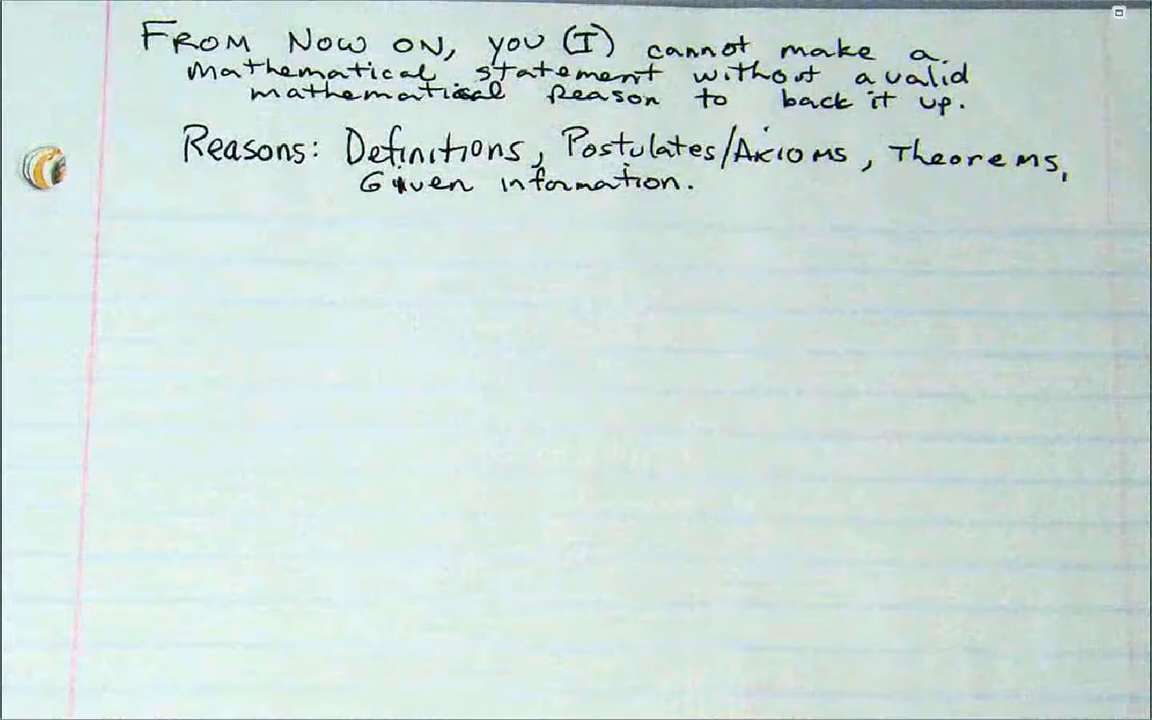 FROM NOW ON, you (I) cannot make a
mathematical statement without a valid
mathematical reason to back it up.
Reasons: Definitions, Postulates/Axioms, Theorems,
Given information.